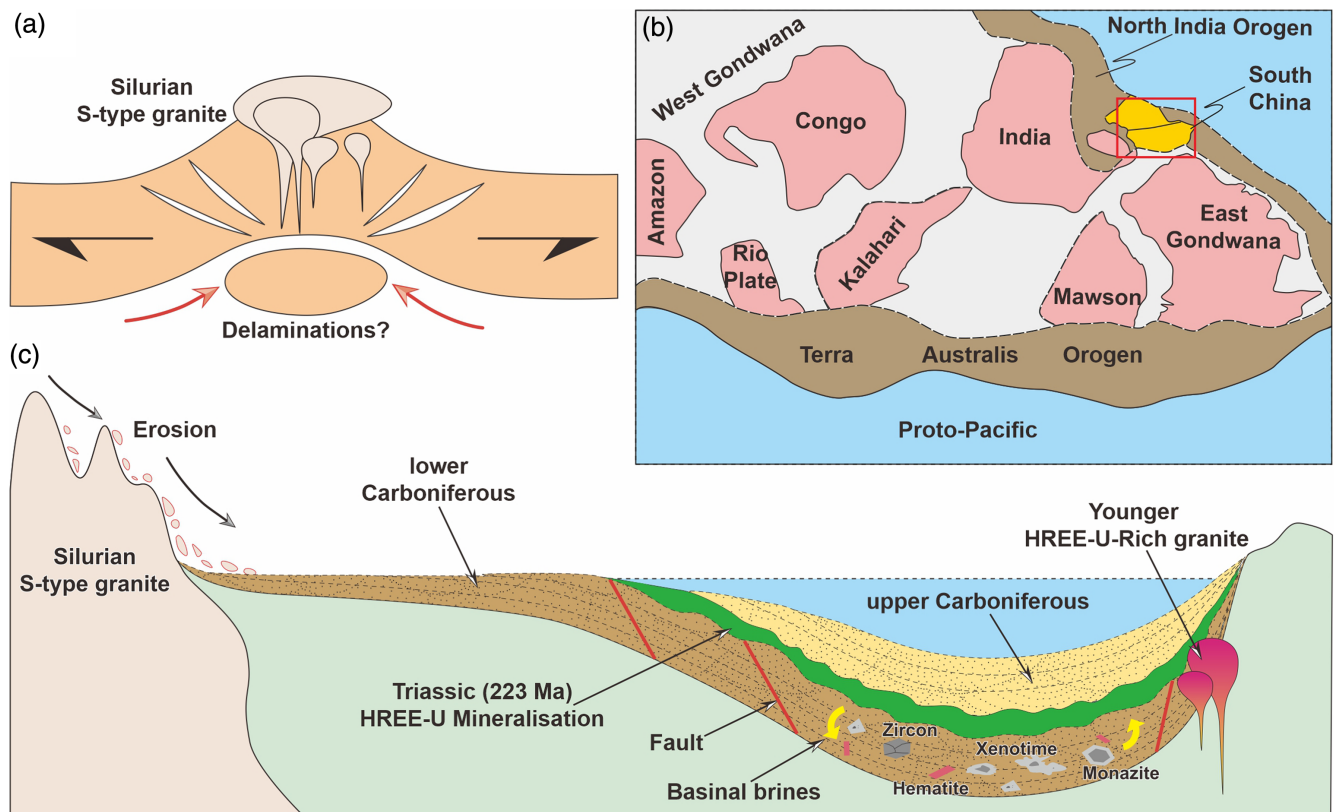 (a)
Silurian
S-type granite
Delaminations?
(b)
West Gondwana
North India Orogen
South
China
Congo
India
Amazon
East
Gondwana
Kalahari
Rio
Plate
Mawson
Terra Australis Orogen
Proto-Pacific
(c)
Erosion
lower
Carboniferous
Silurian
S-type granite
Younger
HREE-U-Rich granite
upper Carboniferous
Triassic (223 Ma)
HREE-U Mineralisation
Fault
Basinal brines
Zircon
Xenotime
Monazite
Hematite